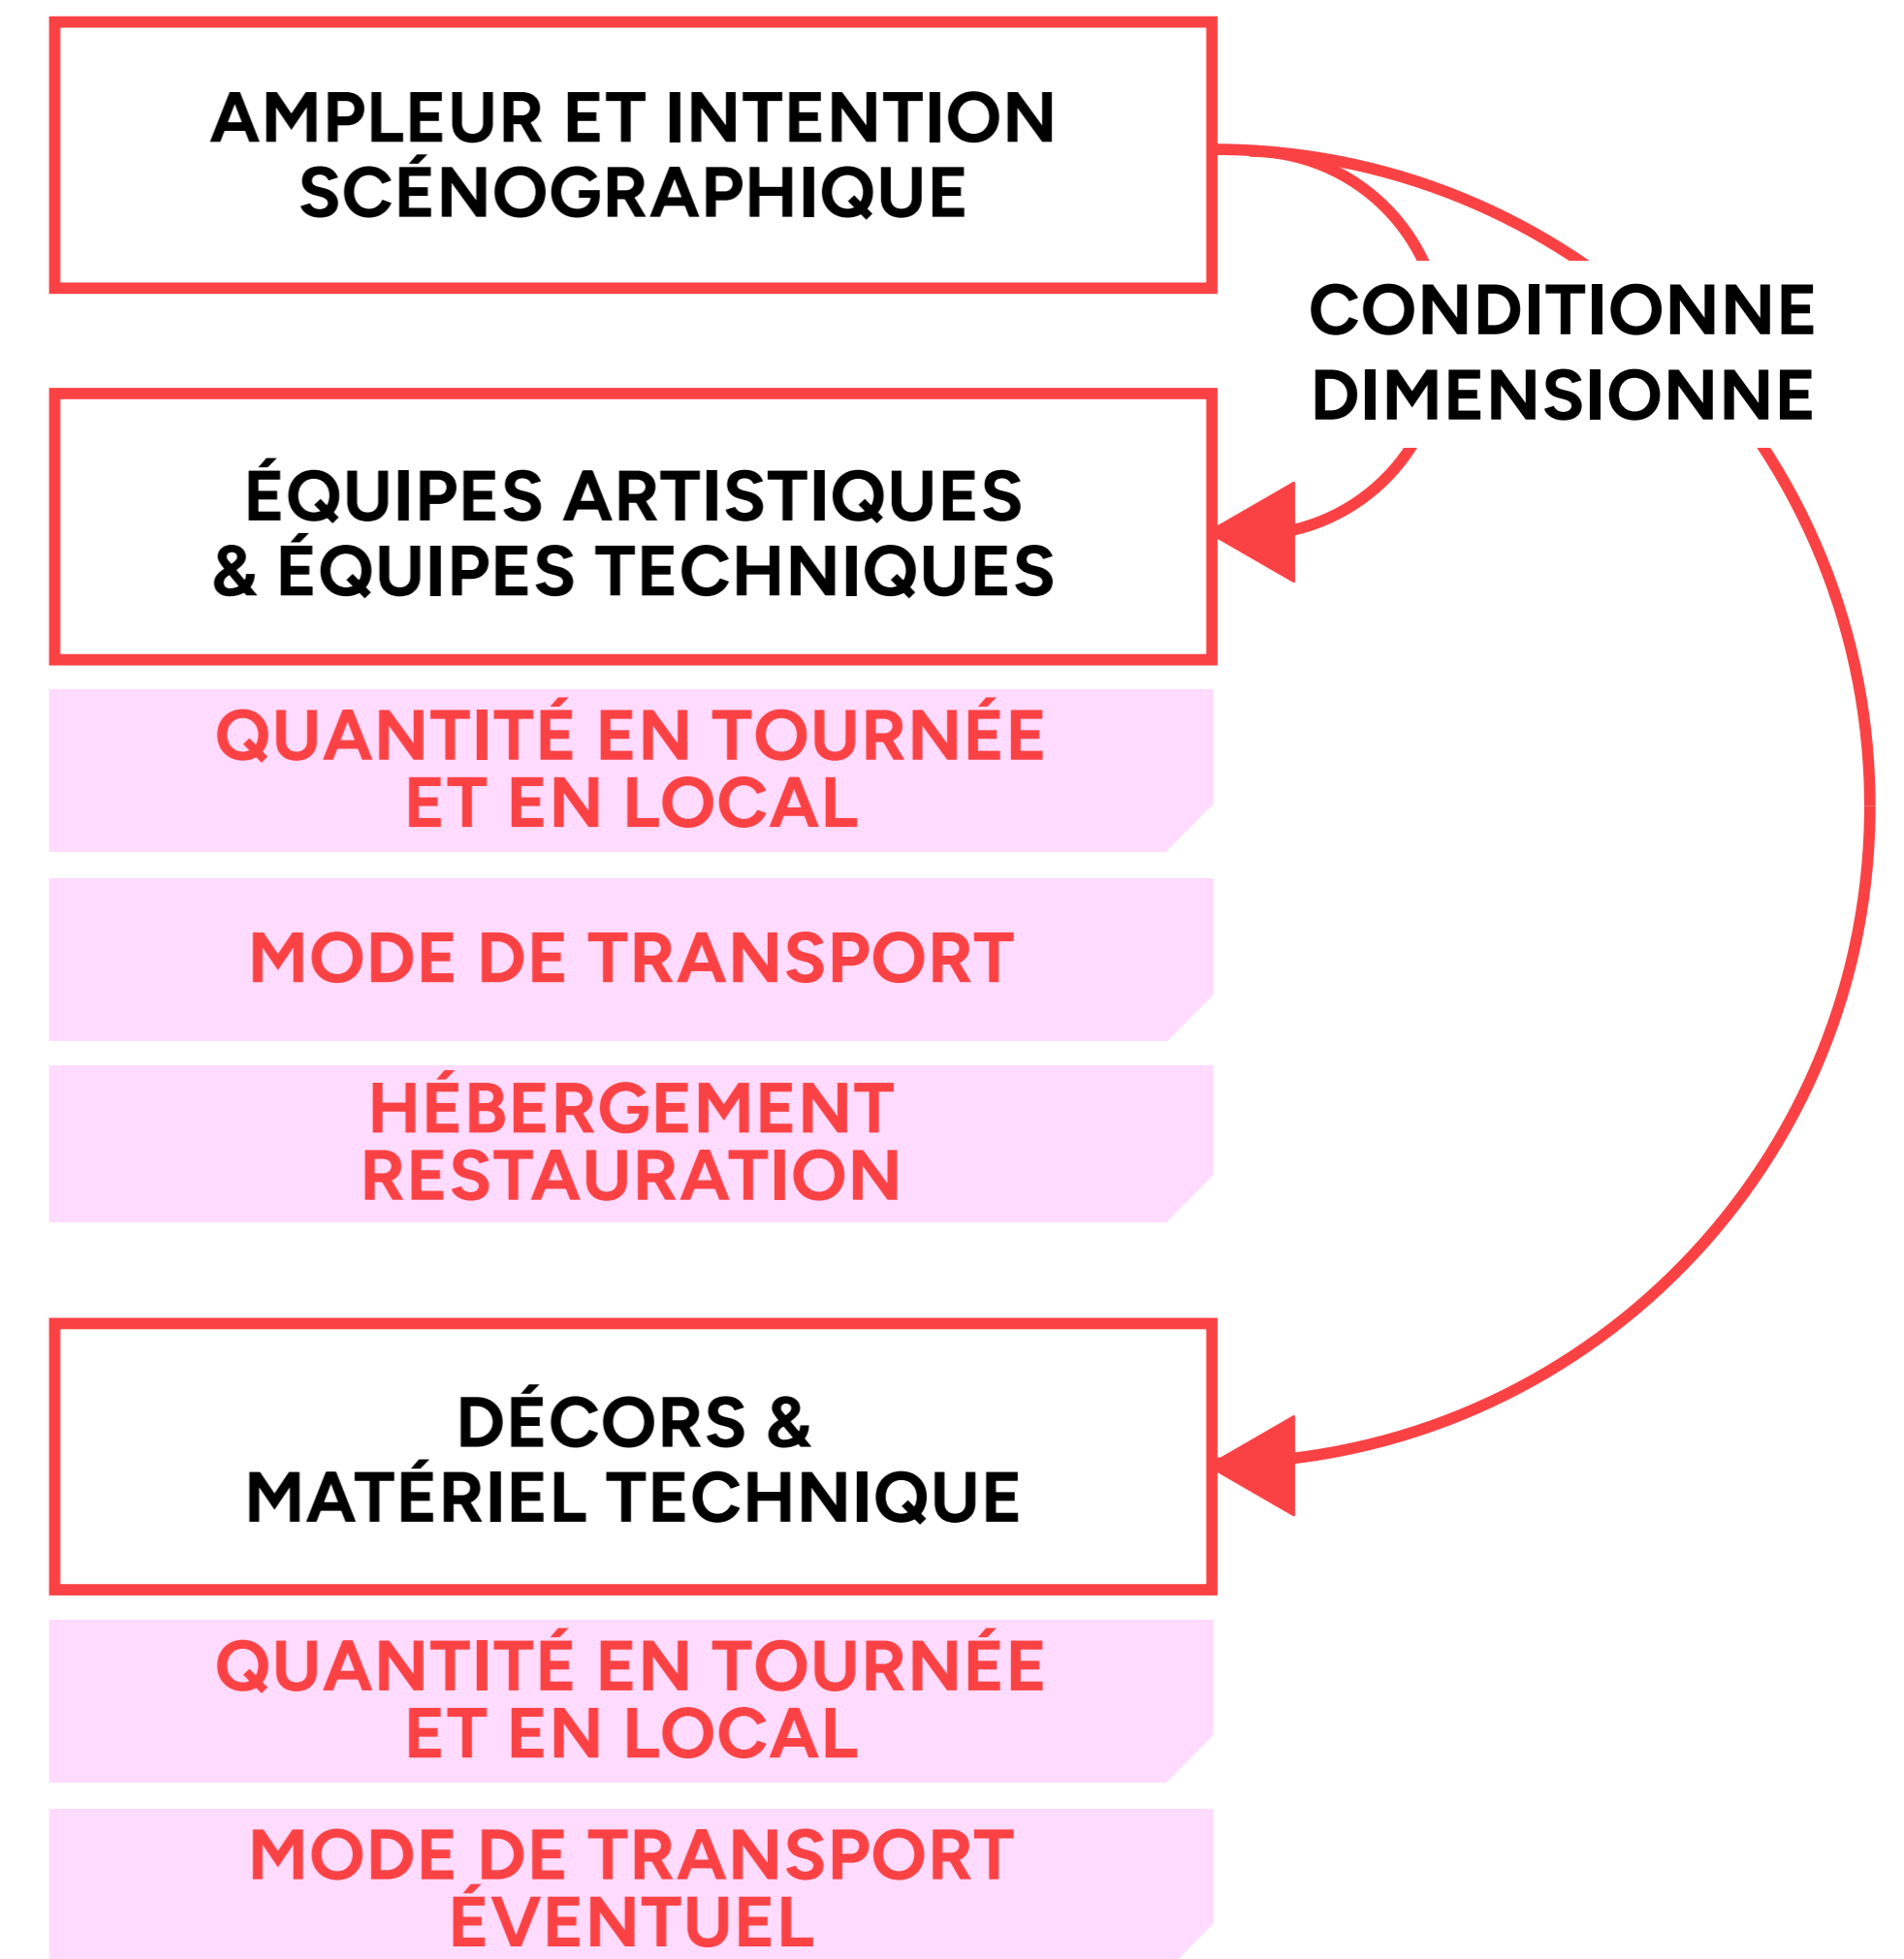 AMPLEUR ET INTENTION
SCÉNOGRAPHIQUE
CONDITIONNE
DIMENSIONNE
ÉQUIPES ARTISTIQUES
& ÉQUIPES TECHNIQUES
QUANTITÉ EN TOURNÉE
ET EN LOCAL
MODE DE TRANSPORT
HÉBERGEMENT
RESTAURATION
DÉCORS &
MATÉRIEL TECHNIQUE
QUANTITÉ EN TOURNÉE
ET EN LOCAL
MODE DE TRANSPORT
ÉVENTUEL